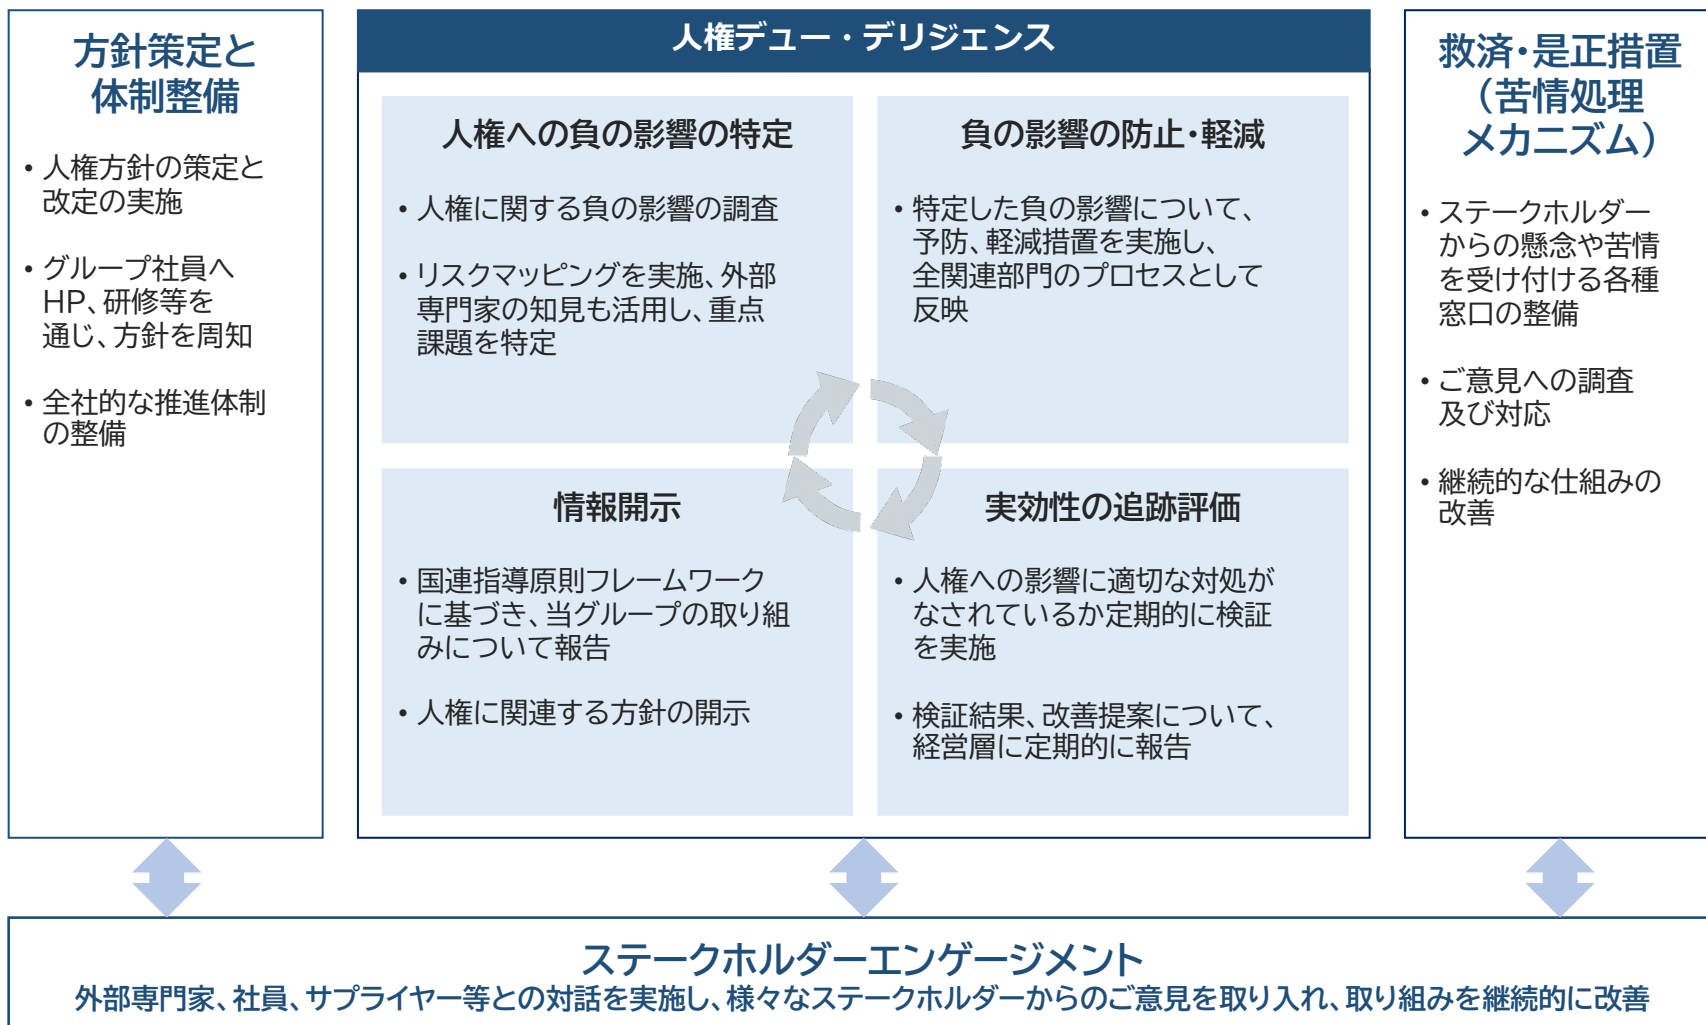 方針策定と
体制整備
• 人権方針の策定と
改定の実施
• グループ社員へ
HP、研修等を
通じ、方針を周知
• 全社的な推進体制
の整備
人権デュー・デリジェンス
人権への負の影響の特定
• 人権に関する負の影響の調査
• リスクマッピングを実施、外部
専門家の知見も活用し、重点
課題を特定
負の影響の防止・軽減
• 特定した負の影響について、
予防、軽減措置を実施し、
全関連部門のプロセスとして
反映
情報開示
• 国連指導原則フレームワーク
に基づき、当グループの取り組
みについて報告
• 人権に関連する方針の開示
実効性の追跡評価
• 人権への影響に適切な対処が
なされているか定期的に検証
を実施
• 検証結果、改善提案について、
経営層に定期的に報告
救済・是正措置
（苦情処理
メカニズム）
• ステークホルダー
からの懸念や苦情
を受け付ける各種
窓口の整備
• ご意見への調査
及び対応
• 継続的な仕組みの
改善
ステークホルダーエンゲージメント
外部専門家、社員、サプライヤー等との対話を実施し、様々なステークホルダーからのご意見を取り入れ、取り組みを継続的に改善